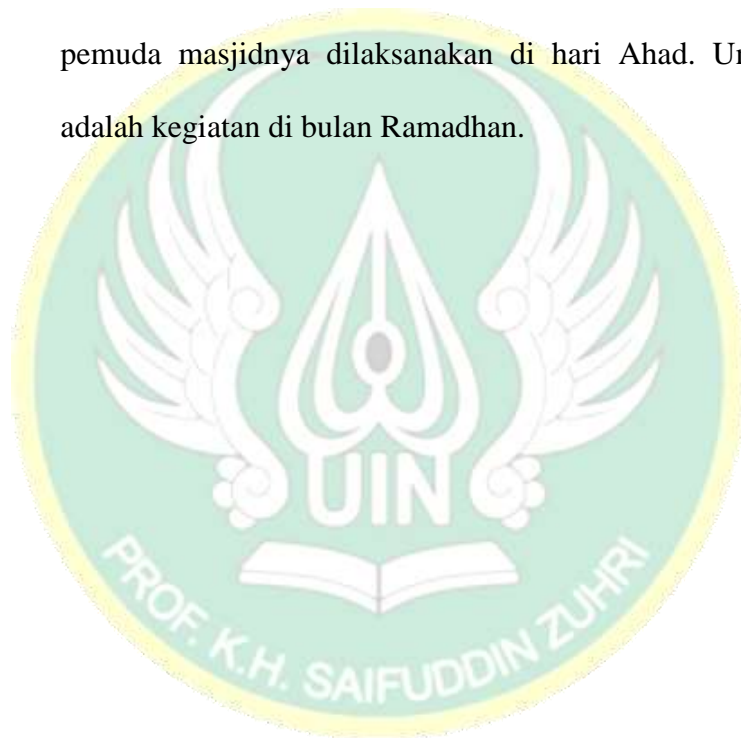 pemuda masjidnya dilaksanakan di hari Ahad.
adalah kegiatan di bulan Ramadhan.
UIN
PROF. K.H. SAIFUDDIN ZUHRI